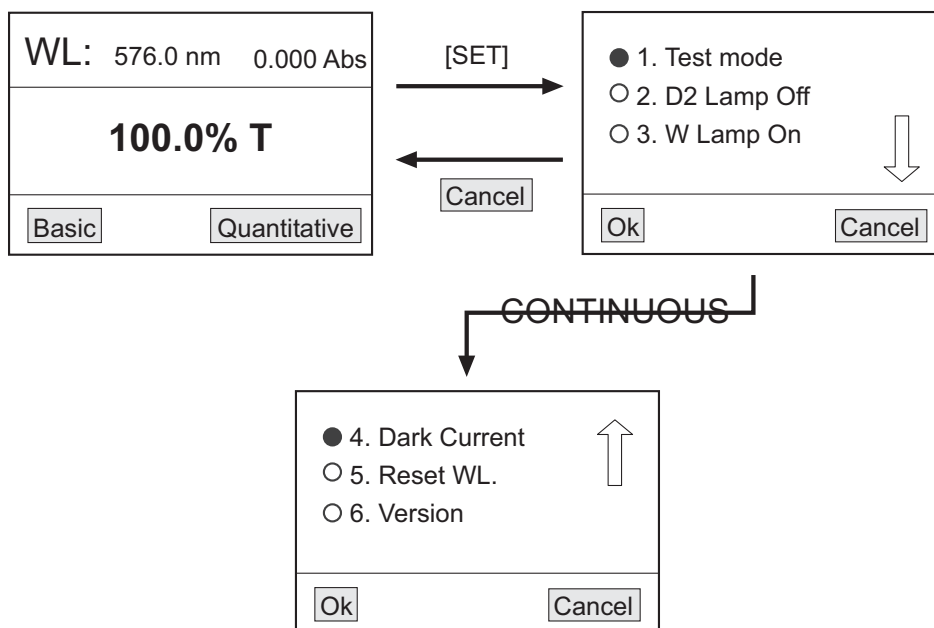 WL: 576.0 nm 0.000 Abs
100.0% T
Basic Quantitative
[SET]
Cancel
1. Test mode
2. D2 Lamp Off
3. W Lamp On
Ok Cancel
CONTINUOUS
4. Dark Current
5. Reset WL.
6. Version
Ok Cancel